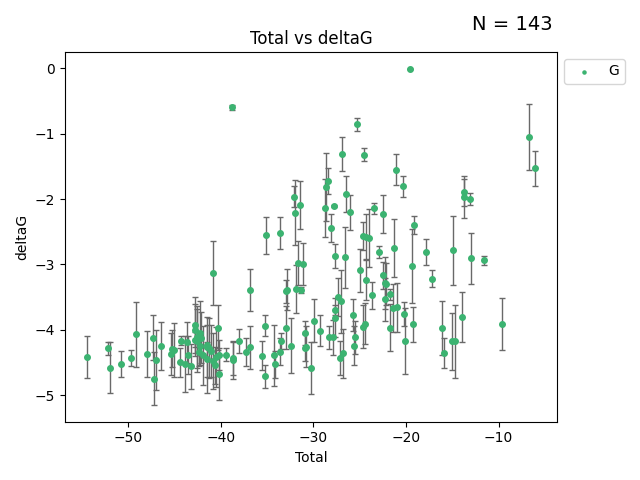 N = 143
Total vs deltaG
G
deltaG
0
−1
−2
−3
−4
−5
−50 −40 −30 −20 −10
Total